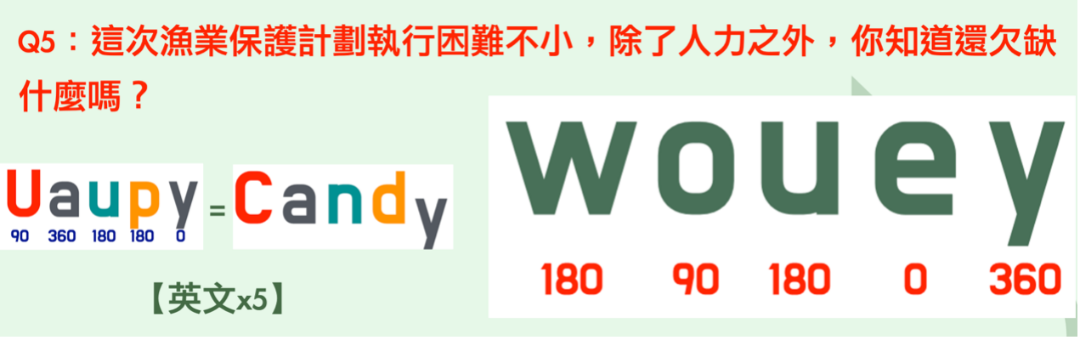 Q5：這次漁業保護計劃執行困難不小，除了人力之外，你知道還欠缺
什麼嗎？
Uaupy = Candy
90 360 180 180 0
【英文x5】
wouey
180 90 180 0 360